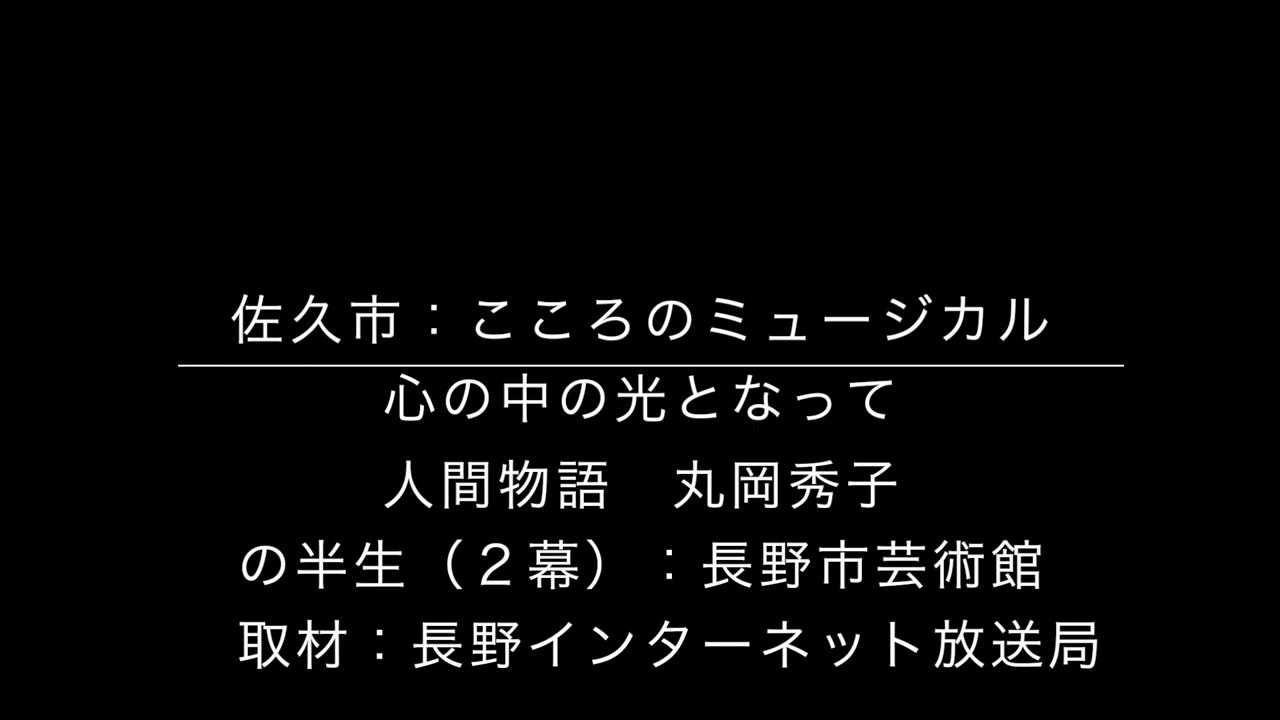 佐久市：こころのミュージカル
心の中の光となって
人間物語　丸岡秀子
の半生（２幕）：長野市芸術館
取材：長野インターネット放送局